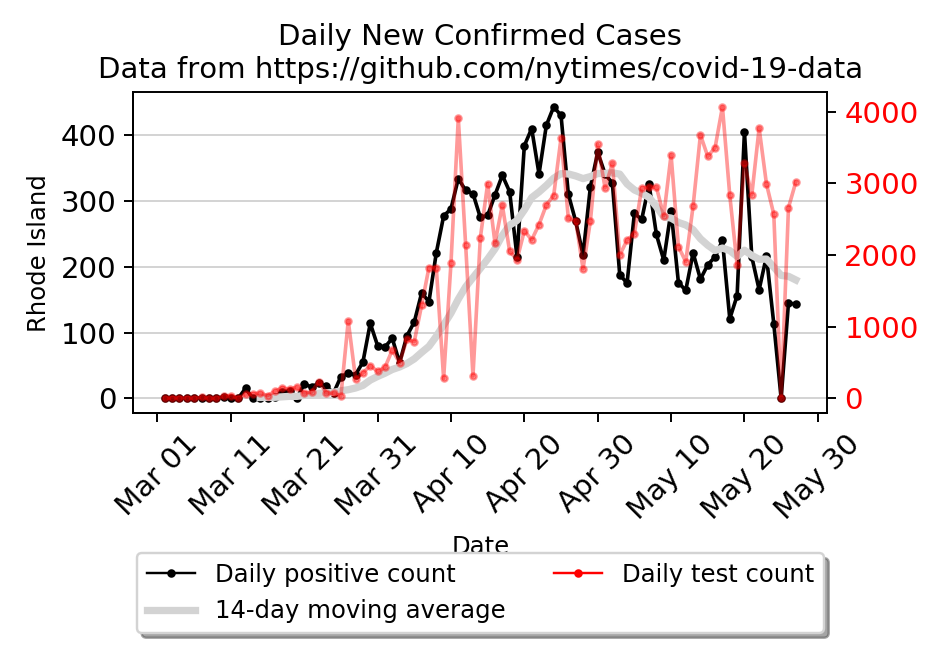 Daily New Confirmed Cases
Data from https://github.com/nytimes/covid-19-data
400
300
200
100
0
Rhode Island
4000
3000
2000
1000
0
Mar 01
Mar 11
Mar 21
Mar 31
Apr 10
Apr 20
Apr 30
May 10
May 20
May 30
Date
Daily positive count
14-day moving average
Daily test count